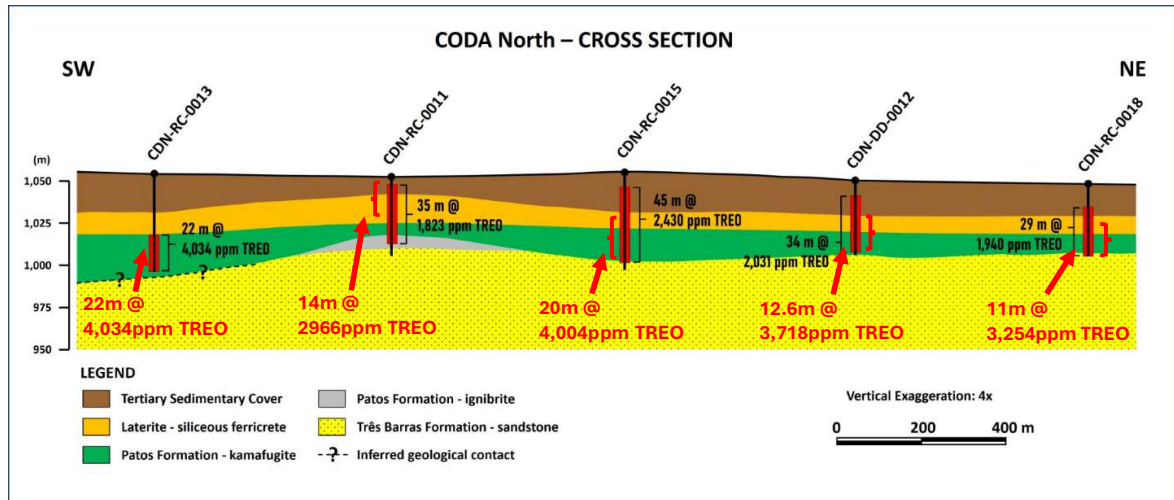 CODA North – CROSS SECTION
SW
NE
CDN-RC-0013
CDN-RC-0011
CDN-RC-0015
CDN-DD-0012
CDN-RC-0018
(m)
1,050
1,025
1,000
975
950
22 m @
4,034 ppm TREO
35 m @
1,823 ppm TREO
45 m @
2,430 ppm TREO
34 m @
2,031 ppm TREO
29 m @
1,940 ppm TREO
?
?
22m @
4,034ppm TREO
14m @
2966ppm TREO
20m @
4,004ppm TREO
12.6m @
3,718ppm TREO
11m @
3,254ppm TREO
LEGEND
Tertiary Sedimentary Cover
Laterite - siliceous ferricrete
Patos Formation - kamafugite
Patos Formation - ignibrite
Três Barras Formation - sandstone
? Inferred geological contact
Vertical Exaggeration: 4x
0 200 400 m